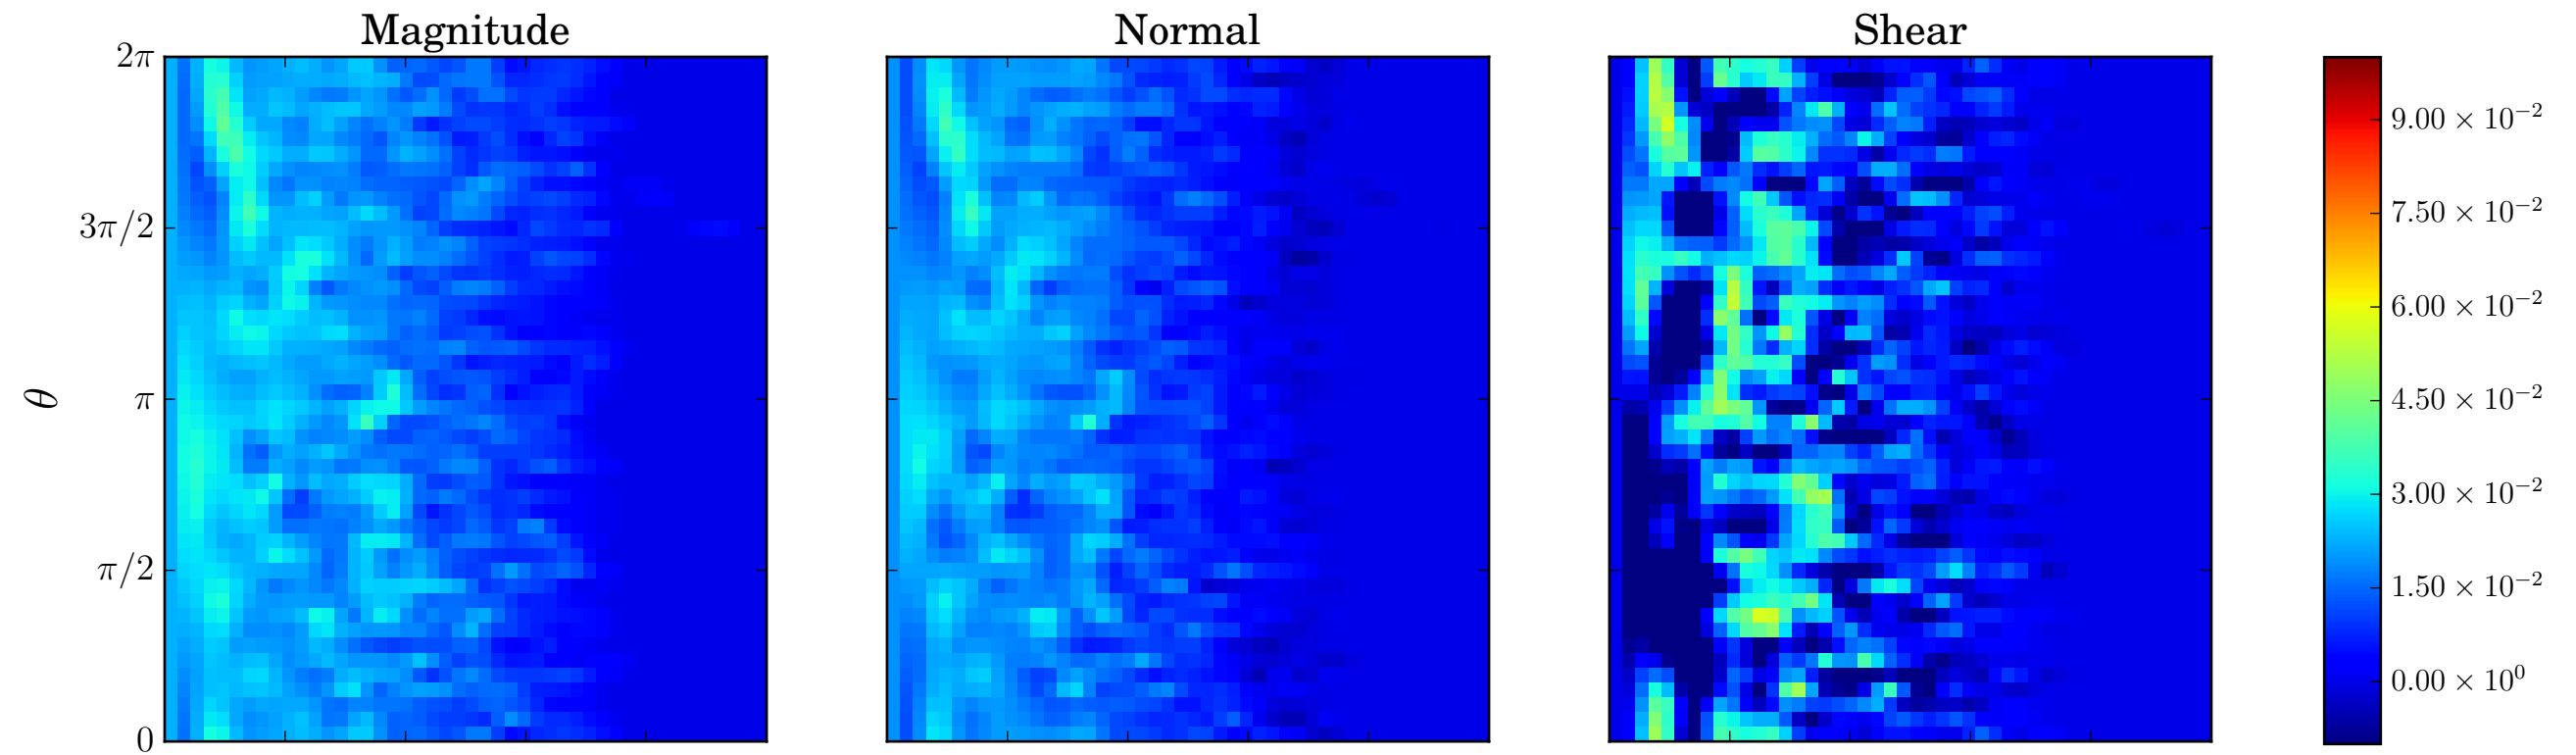 Magnitude
Normal
Shear
2π
3π/2
π
π/2
0
θ
9.00 × 10⁻²
7.50 × 10⁻²
6.00 × 10⁻²
4.50 × 10⁻²
3.00 × 10⁻²
1.50 × 10⁻²
0.00 × 10⁰